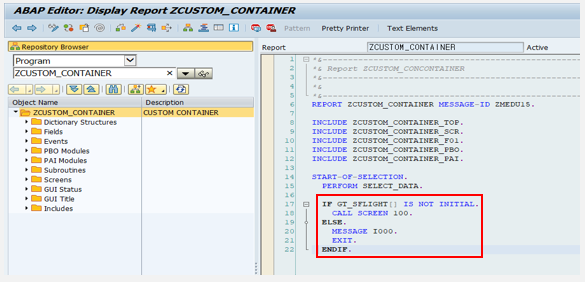 ABAP Editor: Display Report ZCUSTOM_CONTAINER
Pattern Pretty Printer Text Elements
Repository Browser
Program
ZCUSTOM_CONTAINER
Object Name Description
ZCUSTOM_CONTAINER CUSTOM CONTAINER
Dictionary Structures
Fields
Events
PBO Modules
PAI Modules
Subroutines
Screens
GUI Status
GUI Title
Includes
Report ZCUSTOM_CONTAINER Active
1 *&---------------------------------------------------------------------
2 *& Report ZCUSTOM_CONCONTAINER
3 *&---------------------------------------------------------------------
4 *&
5 *&---------------------------------------------------------------------
6 REPORT ZCUSTOM_CONTAINER MESSAGE-ID ZMEDU15.
7
8 INCLUDE ZCUSTOM_CONTAINER_TOP.
9 INCLUDE ZCUSTOM_CONTAINER_SCR.
10 INCLUDE ZCUSTOM_CONTAINER_F01.
11 INCLUDE ZCUSTOM_CONTAINER_PBO.
12 INCLUDE ZCUSTOM_CONTAINER_PAI.
13
14 START-OF-SELECTION.
15 PERFORM SELECT_DATA.
16
17 IF GT_SFLIGHT[] IS NOT INITIAL.
18 CALL SCREEN 100.
19 ELSE.
20 MESSAGE I000.
21 EXIT.
22 ENDIF.